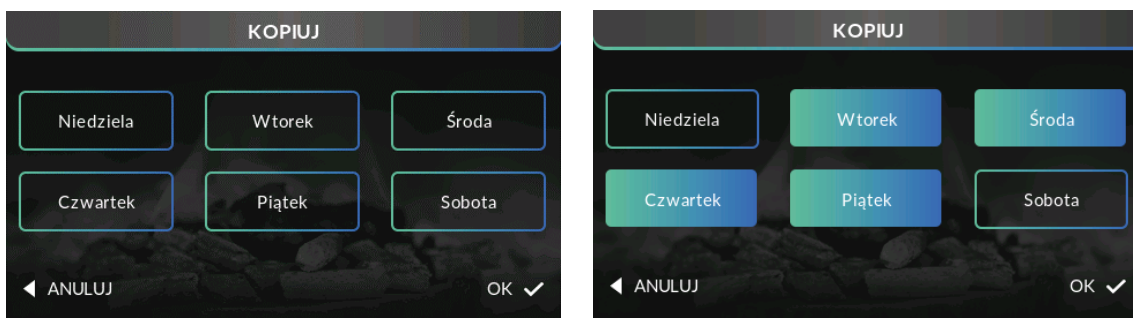 KOPIUJ
Niedziela Wtorek Środa
Czwartek Piątek Sobota
ANULUJ OK
KOPIUJ
Niedziela Wtorek Środa
Czwartek Piątek Sobota
ANULUJ OK